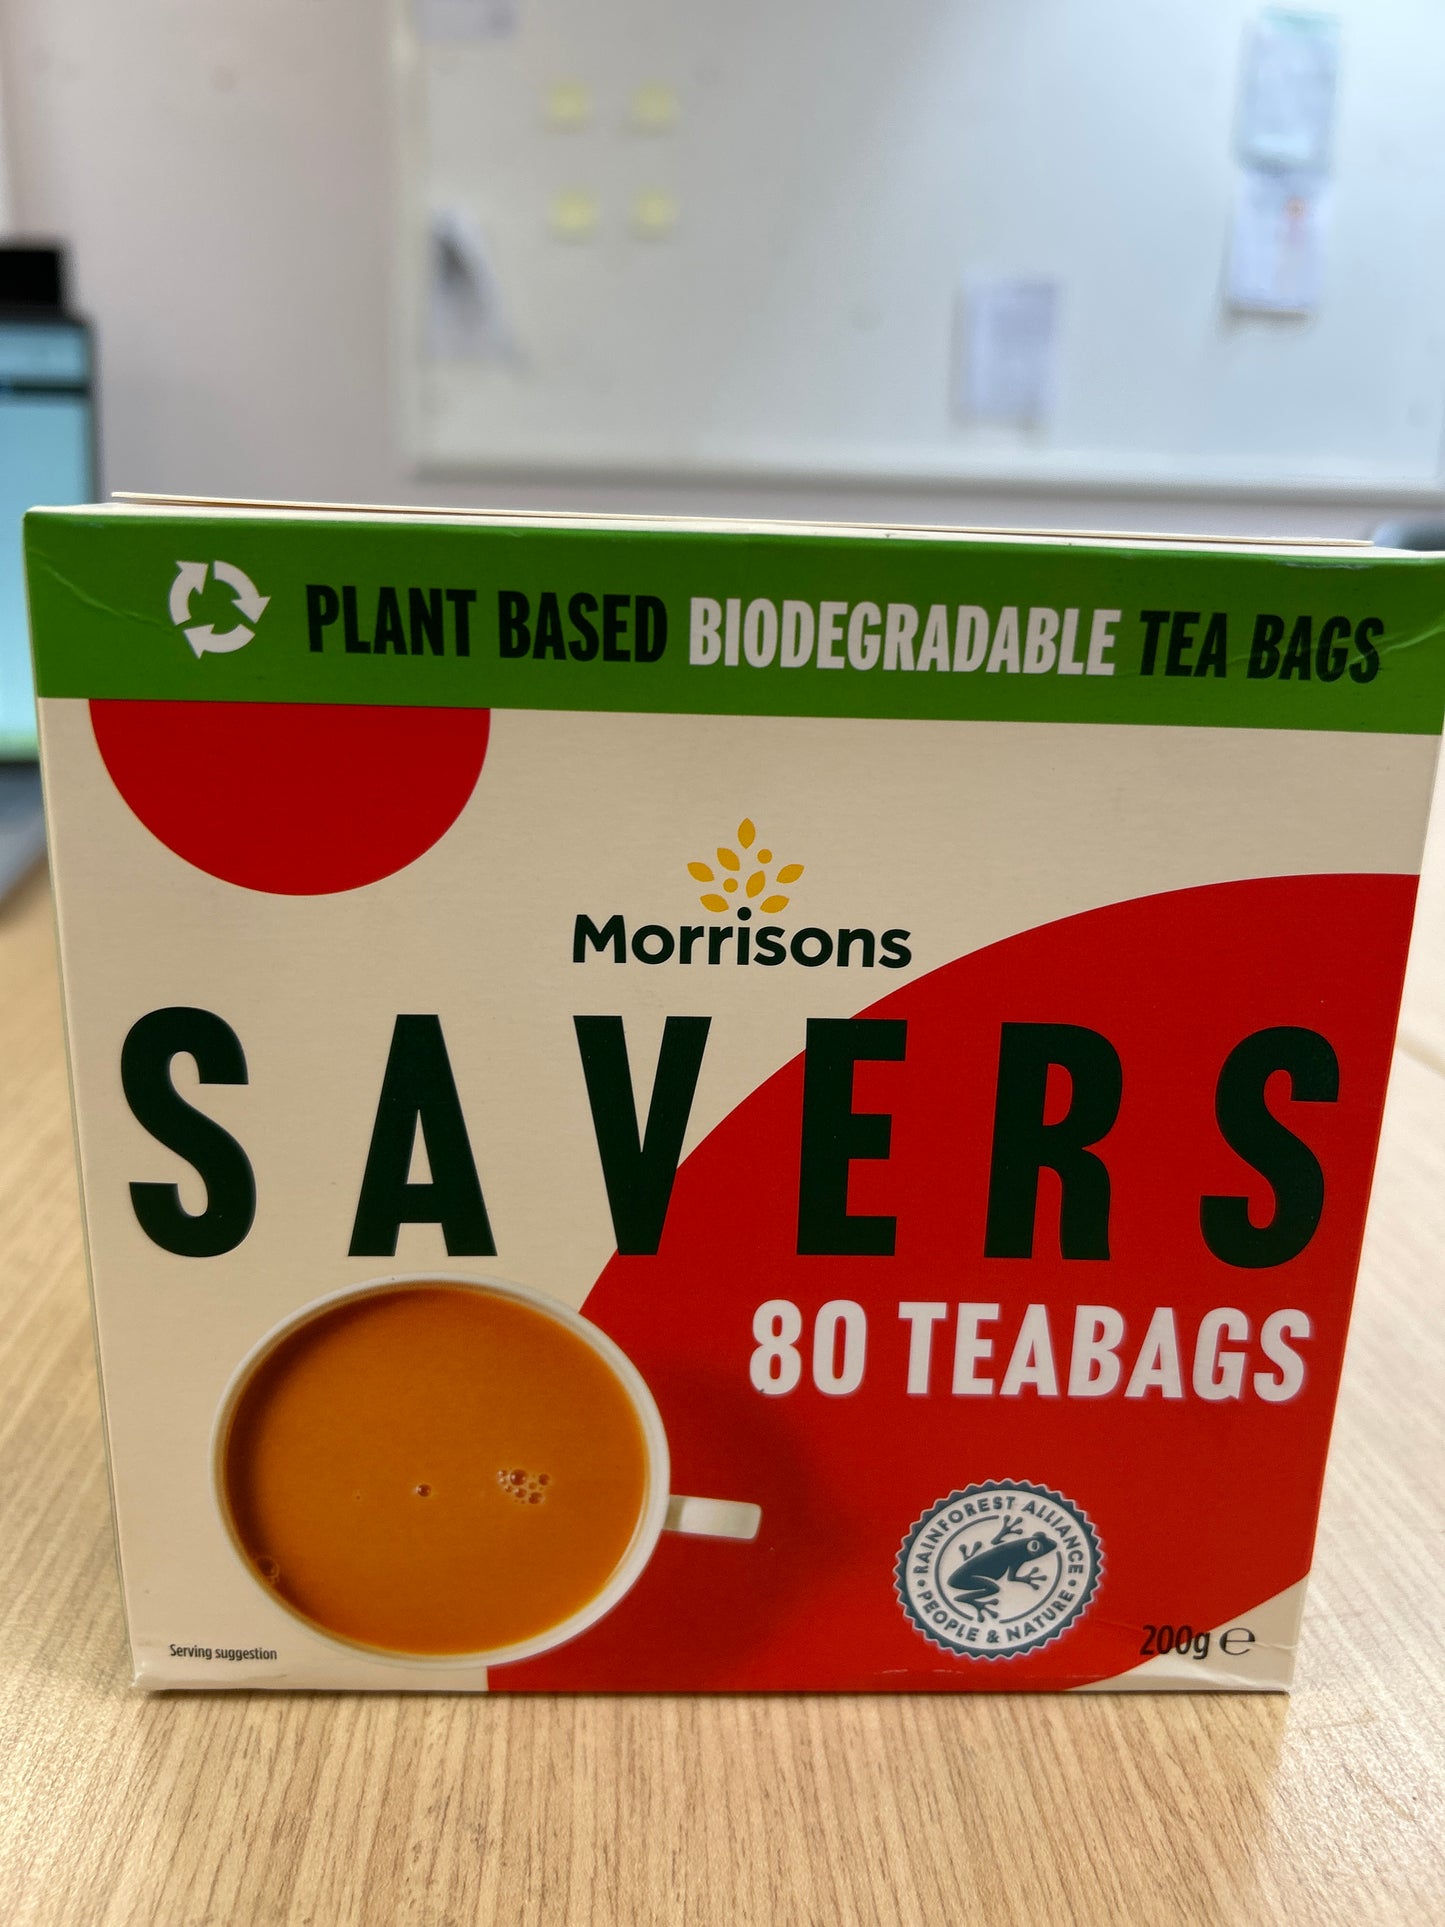 PLANT BASED BIODEGRADABLE TEA BAGS
Morrisons
SAVERS
80 TEABAGS
RAINFOREST ALLIANCE
PEOPLE & NATURE
Serving suggestion
200g ℮